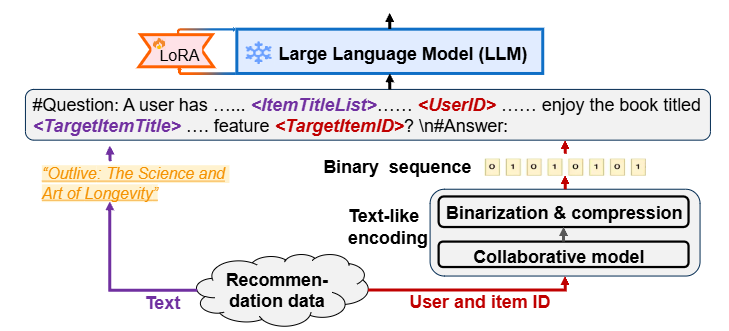 LoRA
Large Language Model (LLM)
#Question: A user has …... <ItemTitleList>…… <UserID> …… enjoy the book titled
<TargetItemTitle> …. feature <TargetItemID>? \n#Answer:
"Outlive: The Science and
Art of Longevity"
Binary sequence
0 1 0 1 0 1 0 1
Text-like
encoding
Binarization & compression
Collaborative model
Recommen-
dation data
Text
User and item ID